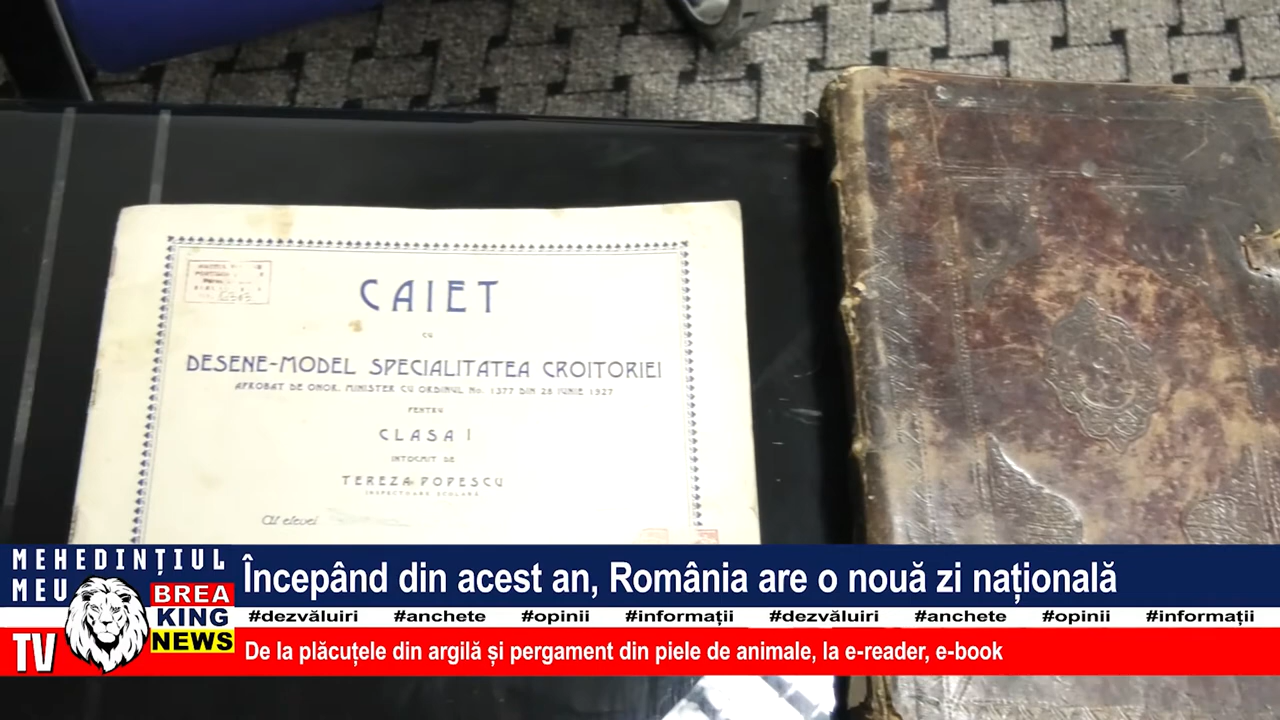 CAIET
CU
DESENE-MODEL SPECIALITATEA CROITORIEI
APROBAT DE ONOR. MINISTER CU ORDINUL No. 1377 DIN 28 IUNIE 1927
PENTRU
CLASA I
INTOCMIT DE
TEREZA POPESCU
INSPECTOARE ȘCOLARĂ
Al elevei
MEHEDINȚIUL
MEU
BREA
KING
NEWS
TV
Începând din acest an, România are o nouă zi națională
#dezvăluiri #anchete #opinii #informații #dezvăluiri #anchete #opinii #informații
De la plăcuțele din argilă și pergament din piele de animale, la e-reader, e-book